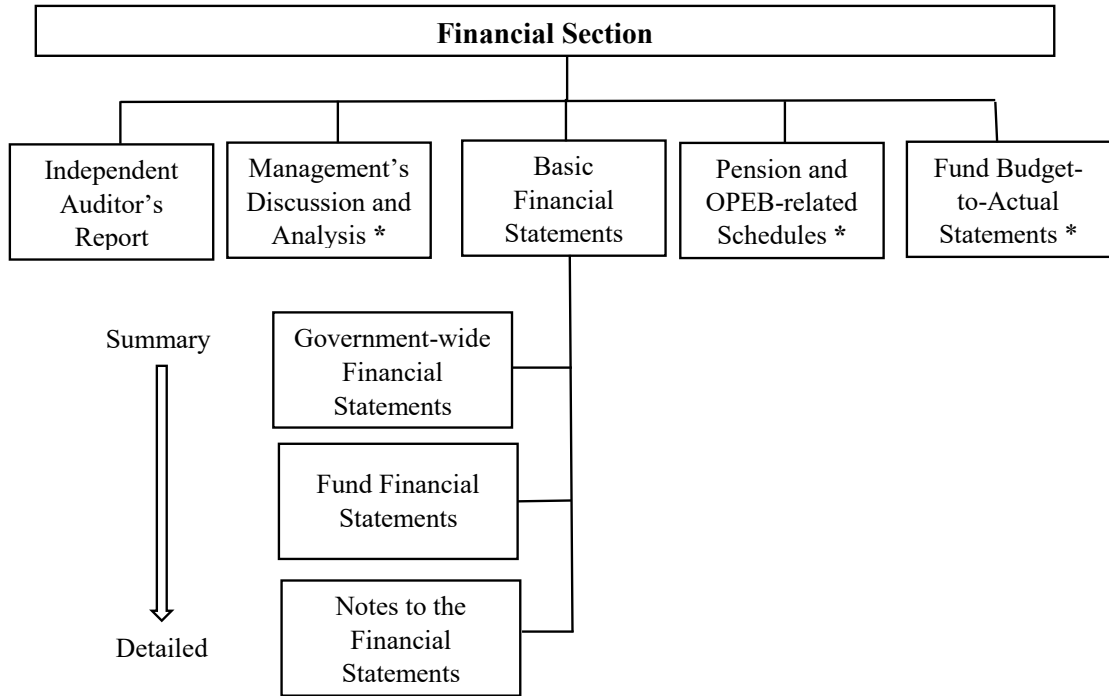 Financial Section
Independent
Auditor’s
Report
Management’s
Discussion and
Analysis *
Basic
Financial
Statements
Pension and
OPEB-related
Schedules *
Fund Budget-
to-Actual
Statements *
Summary
Government-wide
Financial
Statements
Fund Financial
Statements
Notes to the
Financial
Statements
Detailed